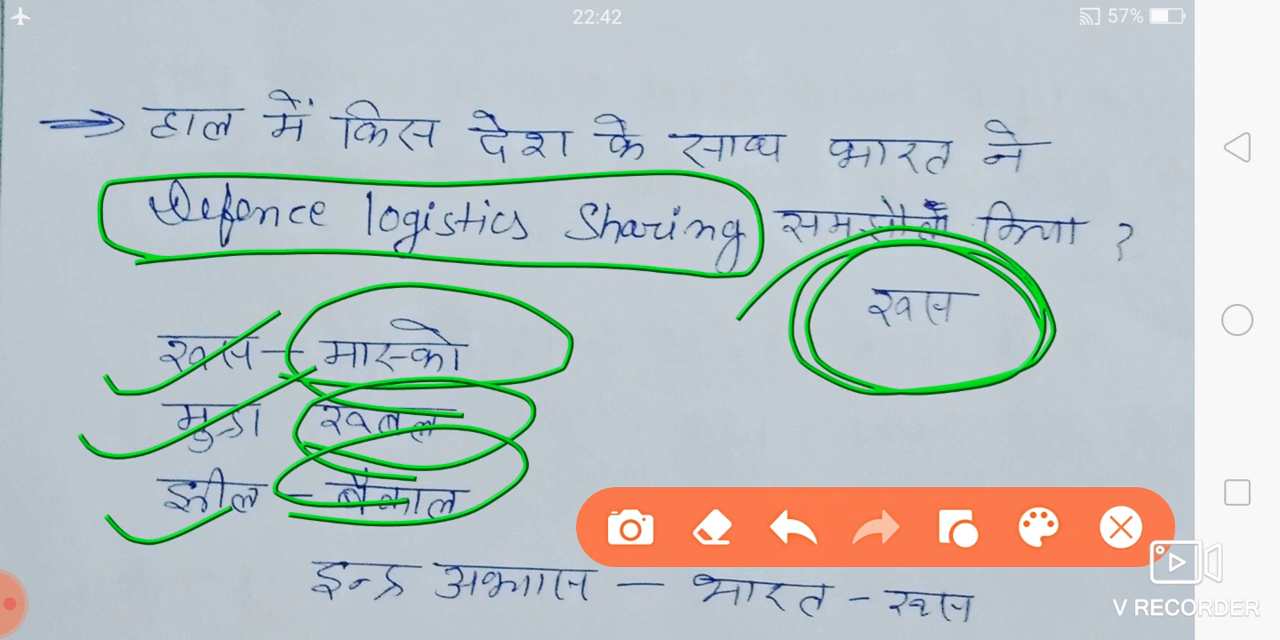 22:42 57%
→ हाल में किस देश के साथ भारत ने
Defence logistics Sharing समझौता किया ?
रूस
रूस – मास्को
मुद्रा रूबल
झील – बैकाल
इन्द्र अभ्यास – भारत – रूस
V RECORDER